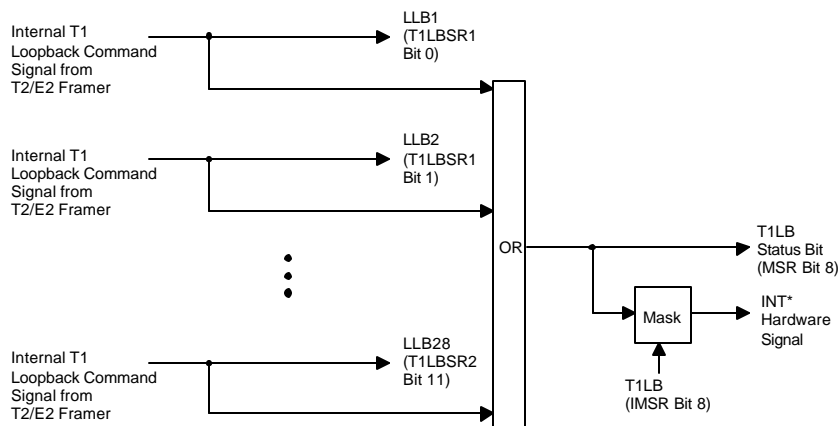 LLB1
(T1LBSR1
Bit 0)
Internal T1
Loopback Command
Signal from
T2/E2 Framer
LLB2
(T1LBSR1
Bit 1)
Internal T1
Loopback Command
Signal from
T2/E2 Framer
OR
T1LB
Status Bit
(MSR Bit 8)
Mask
INT*
Hardware
Signal
T1LB
(IMSR Bit 8)
LLB28
(T1LBSR2
Bit 11)
Internal T1
Loopback Command
Signal from
T2/E2 Framer